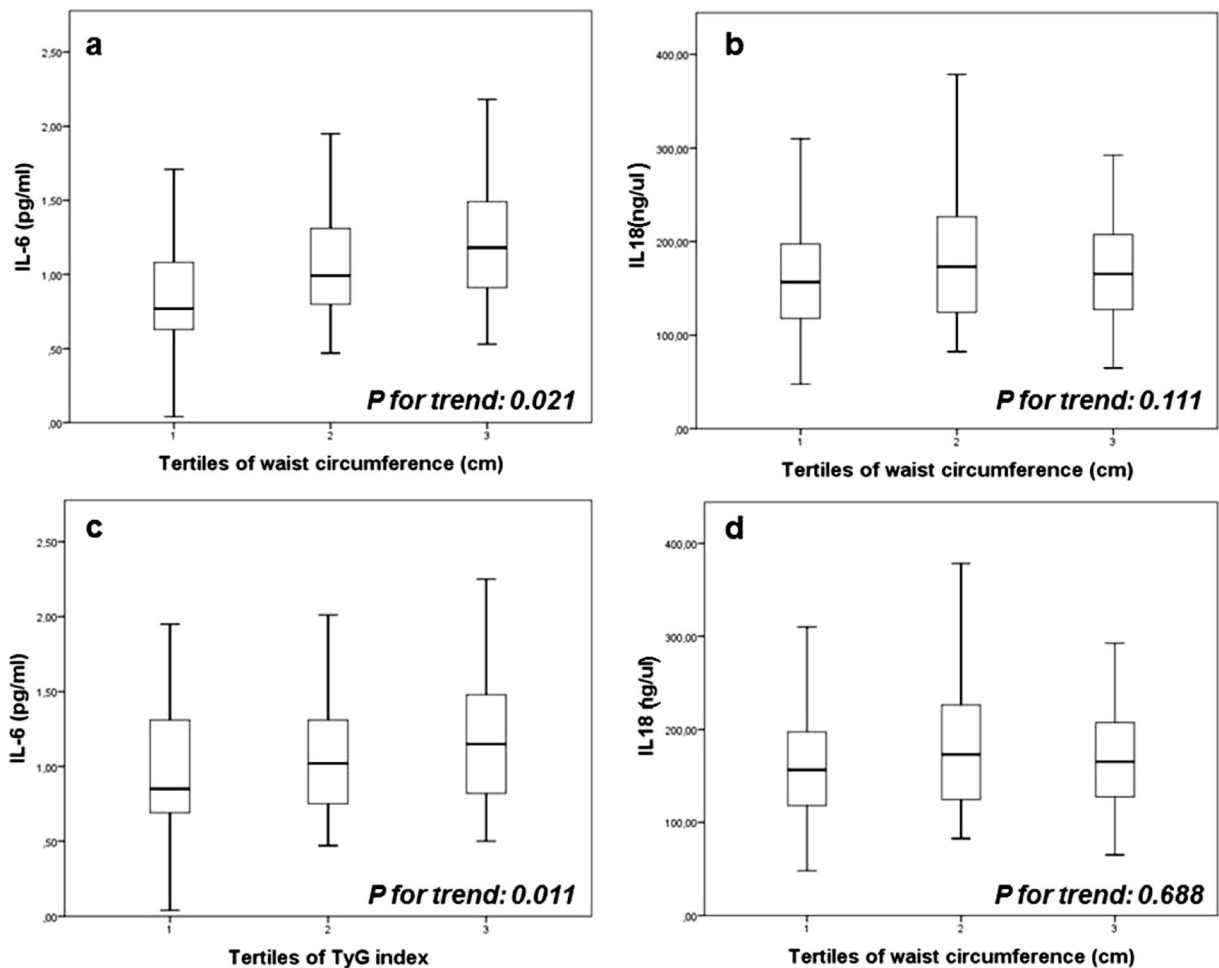 a
2,50
2,00
1,50
1,00
,50
,00
IL-6 (pg/ml)
P for trend: 0.021
1 2 3
Tertiles of waist circumference (cm)
b
400,00
300,00
200,00
100,00
,00
IL18(ng/ul )
P for trend: 0.111
1 2 3
Tertiles of waist circumference (cm)
c
2,50
2,00
1,50
1,00
,50
,00
IL-6 (pg/ml)
P for trend: 0.011
1 2 3
Tertiles of TyG index
d
400,00
300,00
200,00
100,00
,00
IL18 (ng/ul)
P for trend: 0.688
1 2 3
Tertiles of waist circumference (cm)